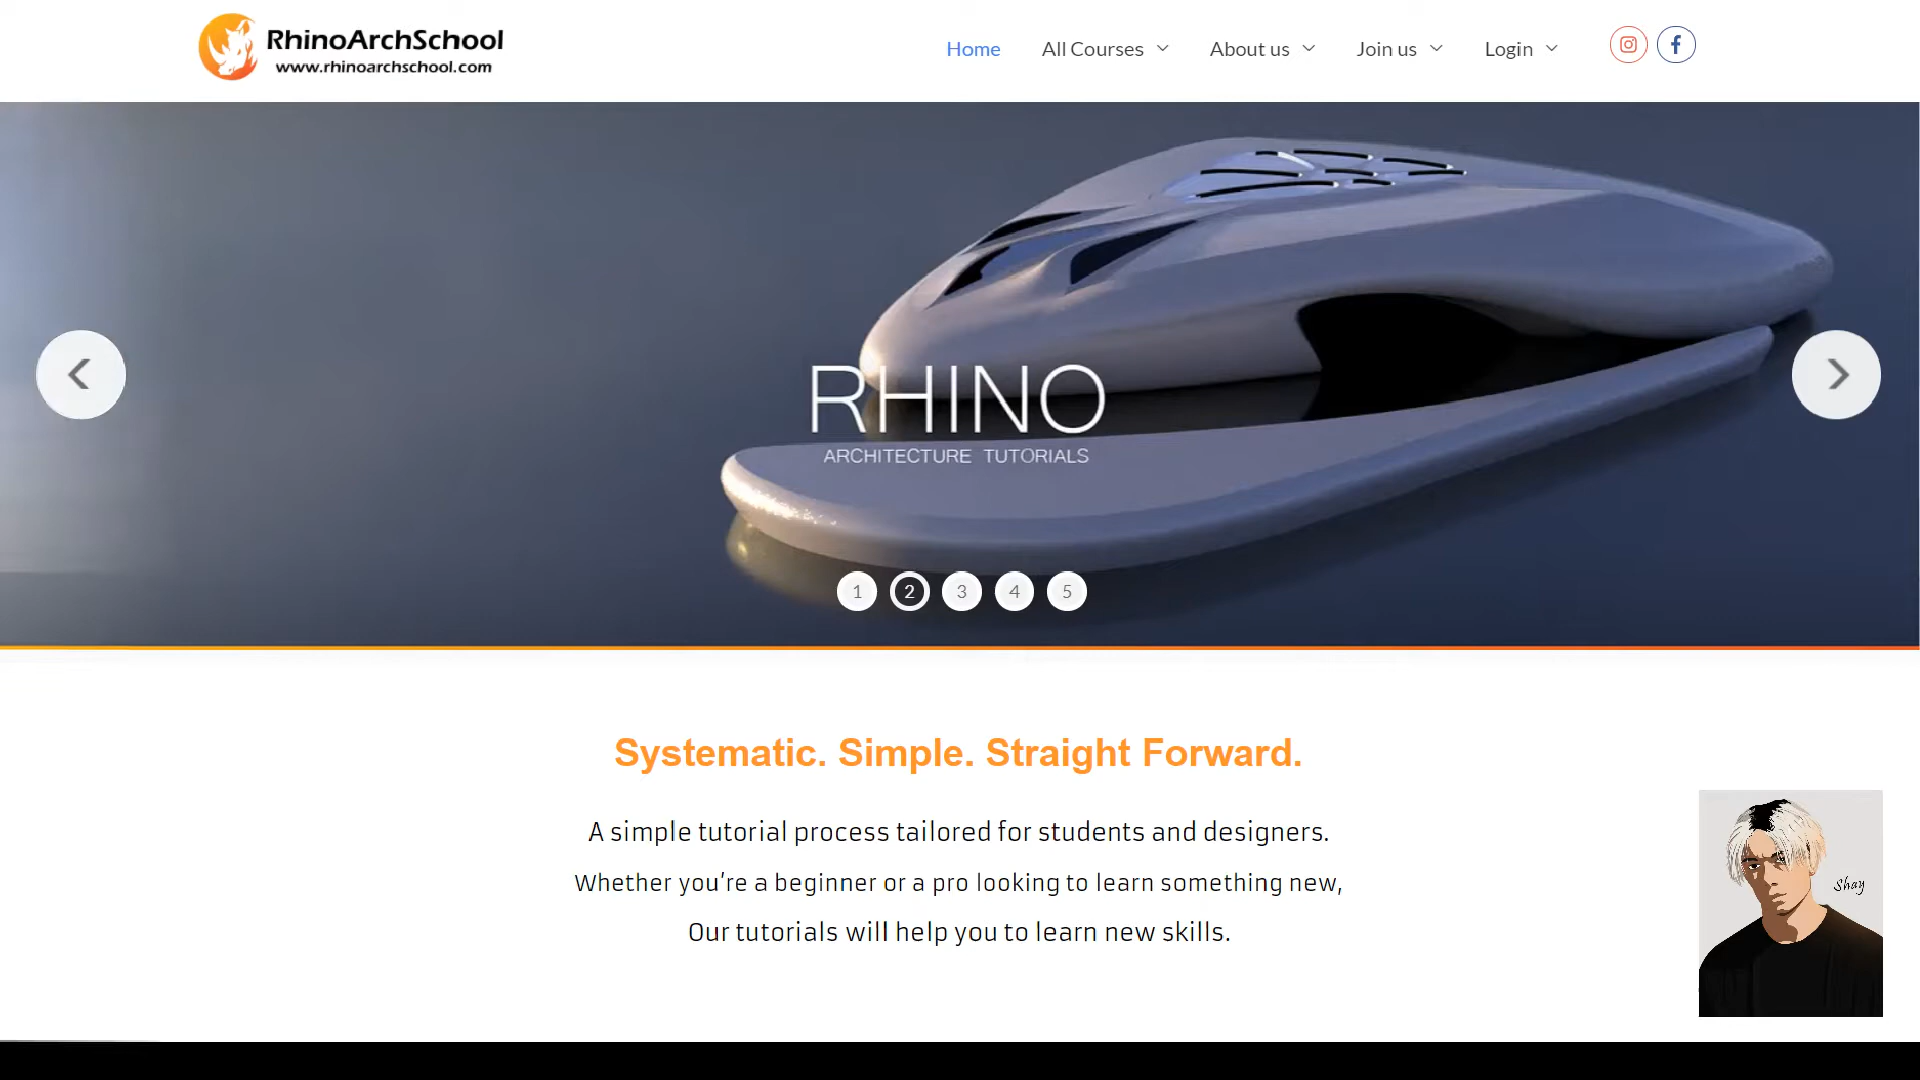 RhinoArchSchool
www.rhinoarchschool.com
Home All Courses About us Join us Login
RHINO
ARCHITECTURE TUTORIALS
1 2 3 4 5
Systematic. Simple. Straight Forward.
A simple tutorial process tailored for students and designers.
Whether you’re a beginner or a pro looking to learn something new,
Our tutorials will help you to learn new skills.
Shay